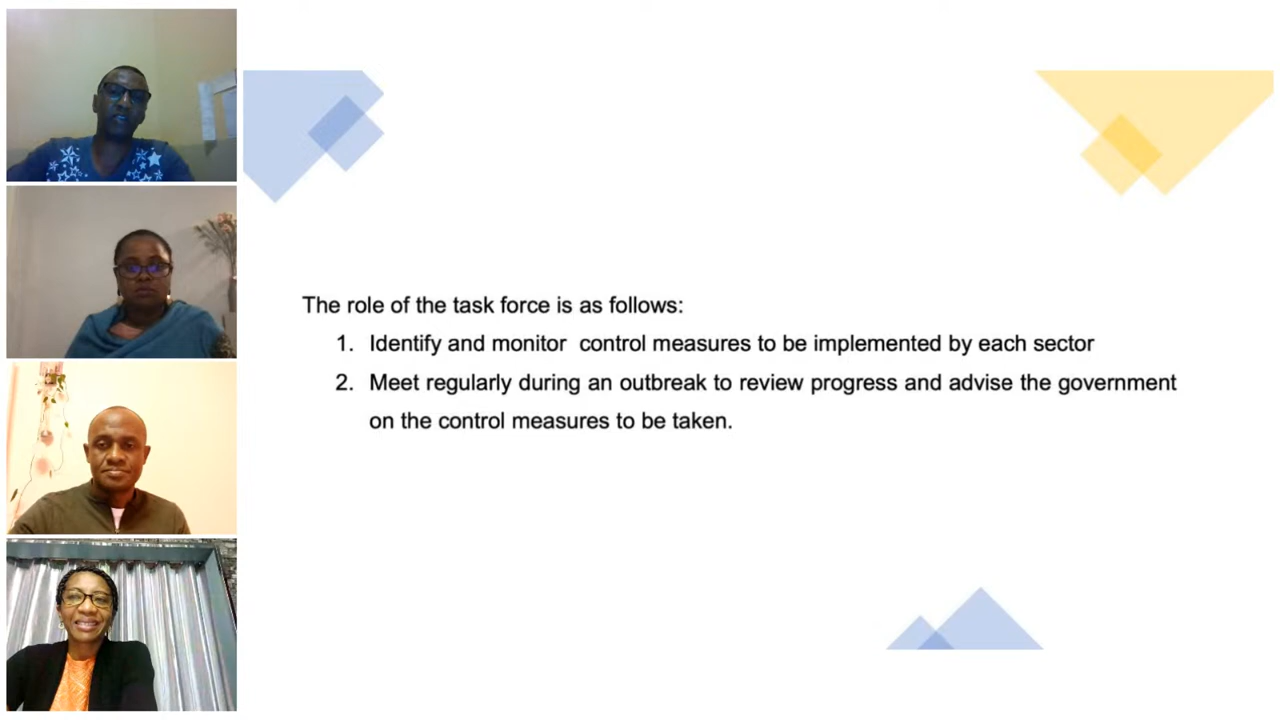 The role of the task force is as follows:
1. Identify and monitor control measures to be implemented by each sector
2. Meet regularly during an outbreak to review progress and advise the government
on the control measures to be taken.